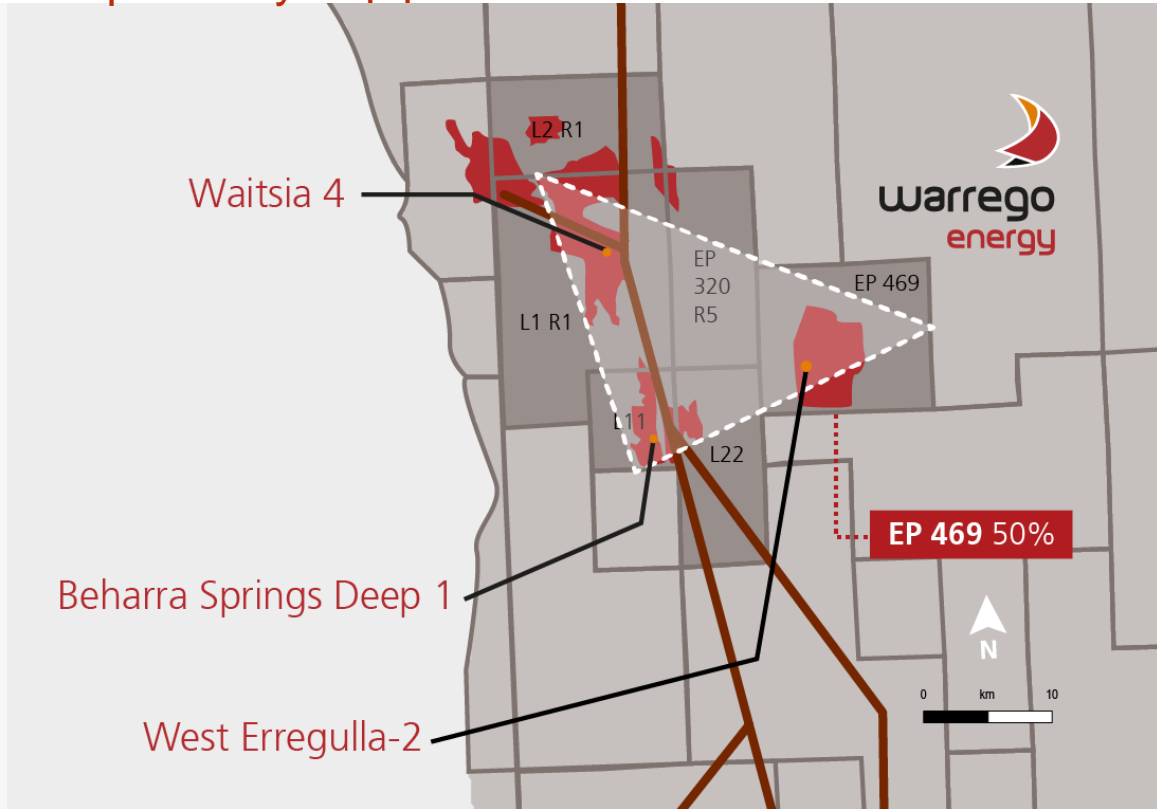 L2 R1
Waitsia 4
warrego
energy
EP
320
R5
EP 469
L1 R1
L11
L22
EP 469 50%
Beharra Springs Deep 1
N
0 km 10
West Erregulla-2